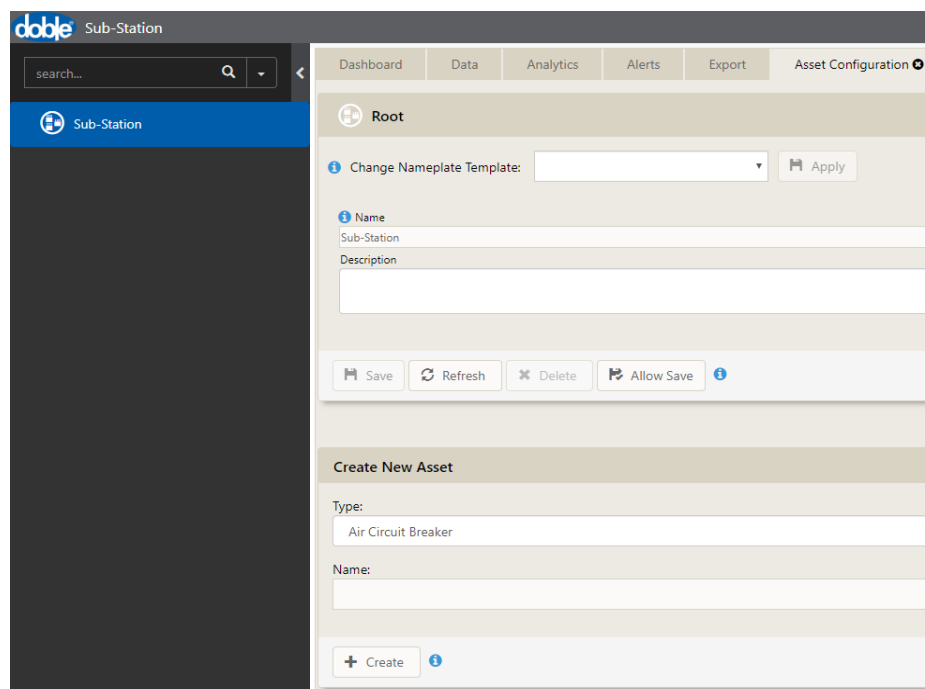 doble Sub-Station
search...
Sub-Station
Dashboard Data Analytics Alerts Export Asset Configuration
Root
Change Nameplate Template: Apply
Name
Sub-Station
Description
Save Refresh Delete Allow Save
Create New Asset
Type:
Air Circuit Breaker
Name:
Create